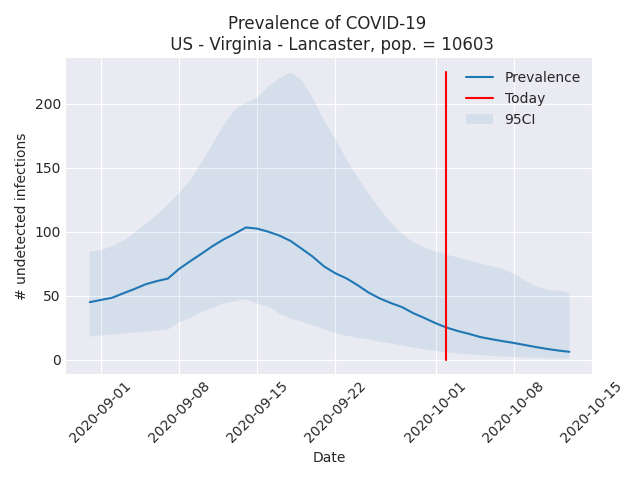 Prevalence of COVID-19
US - Virginia - Lancaster, pop. = 10603
Prevalence
Today
95CI
# undetected infections
200
150
100
50
0
2020-09-01
2020-09-08
2020-09-15
2020-09-22
2020-10-01
2020-10-08
2020-10-15
Date